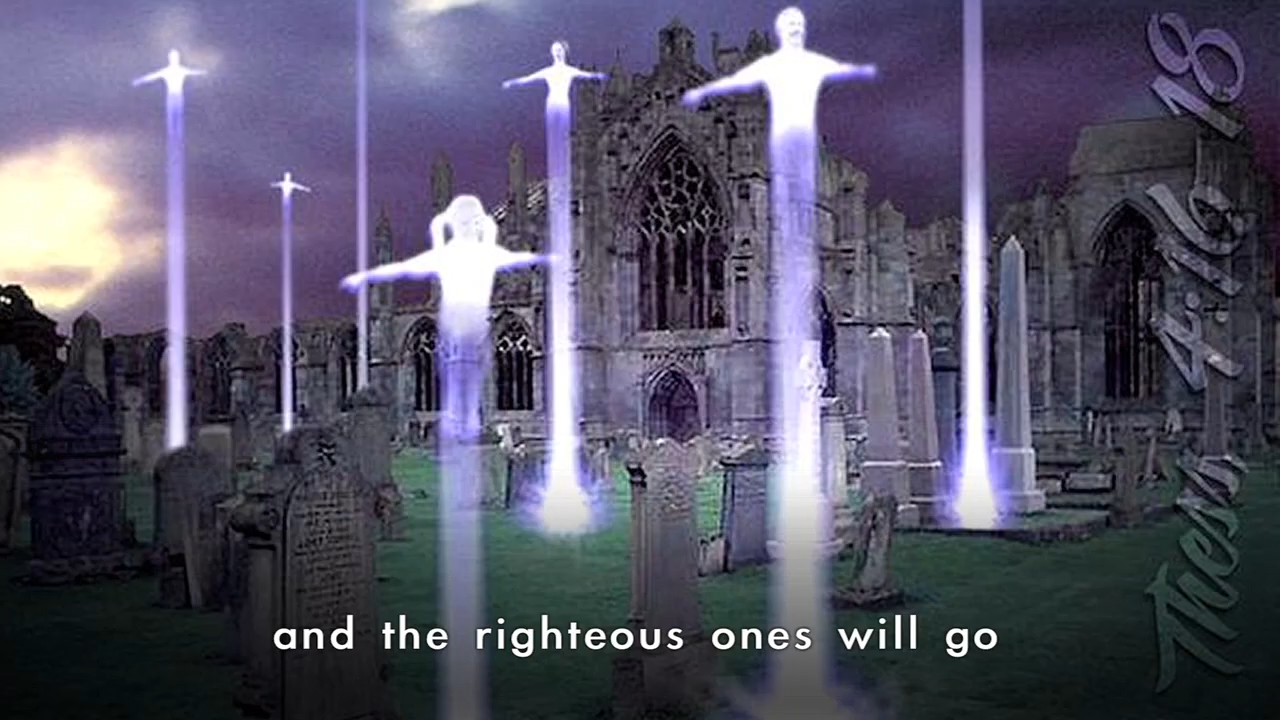 and the righteous ones will go
Thess. 4:16, 18